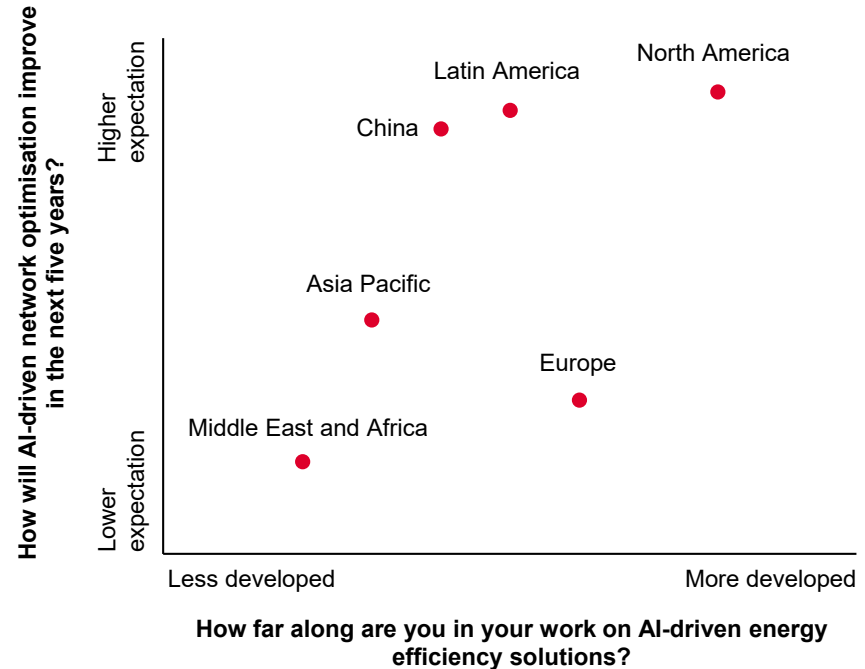 How will AI-driven network optimisation improve
in the next five years?
Higher
expectation
Lower
expectation
North America
Latin America
China
Asia Pacific
Europe
Middle East and Africa
Less developed
More developed
How far along are you in your work on AI-driven energy
efficiency solutions?